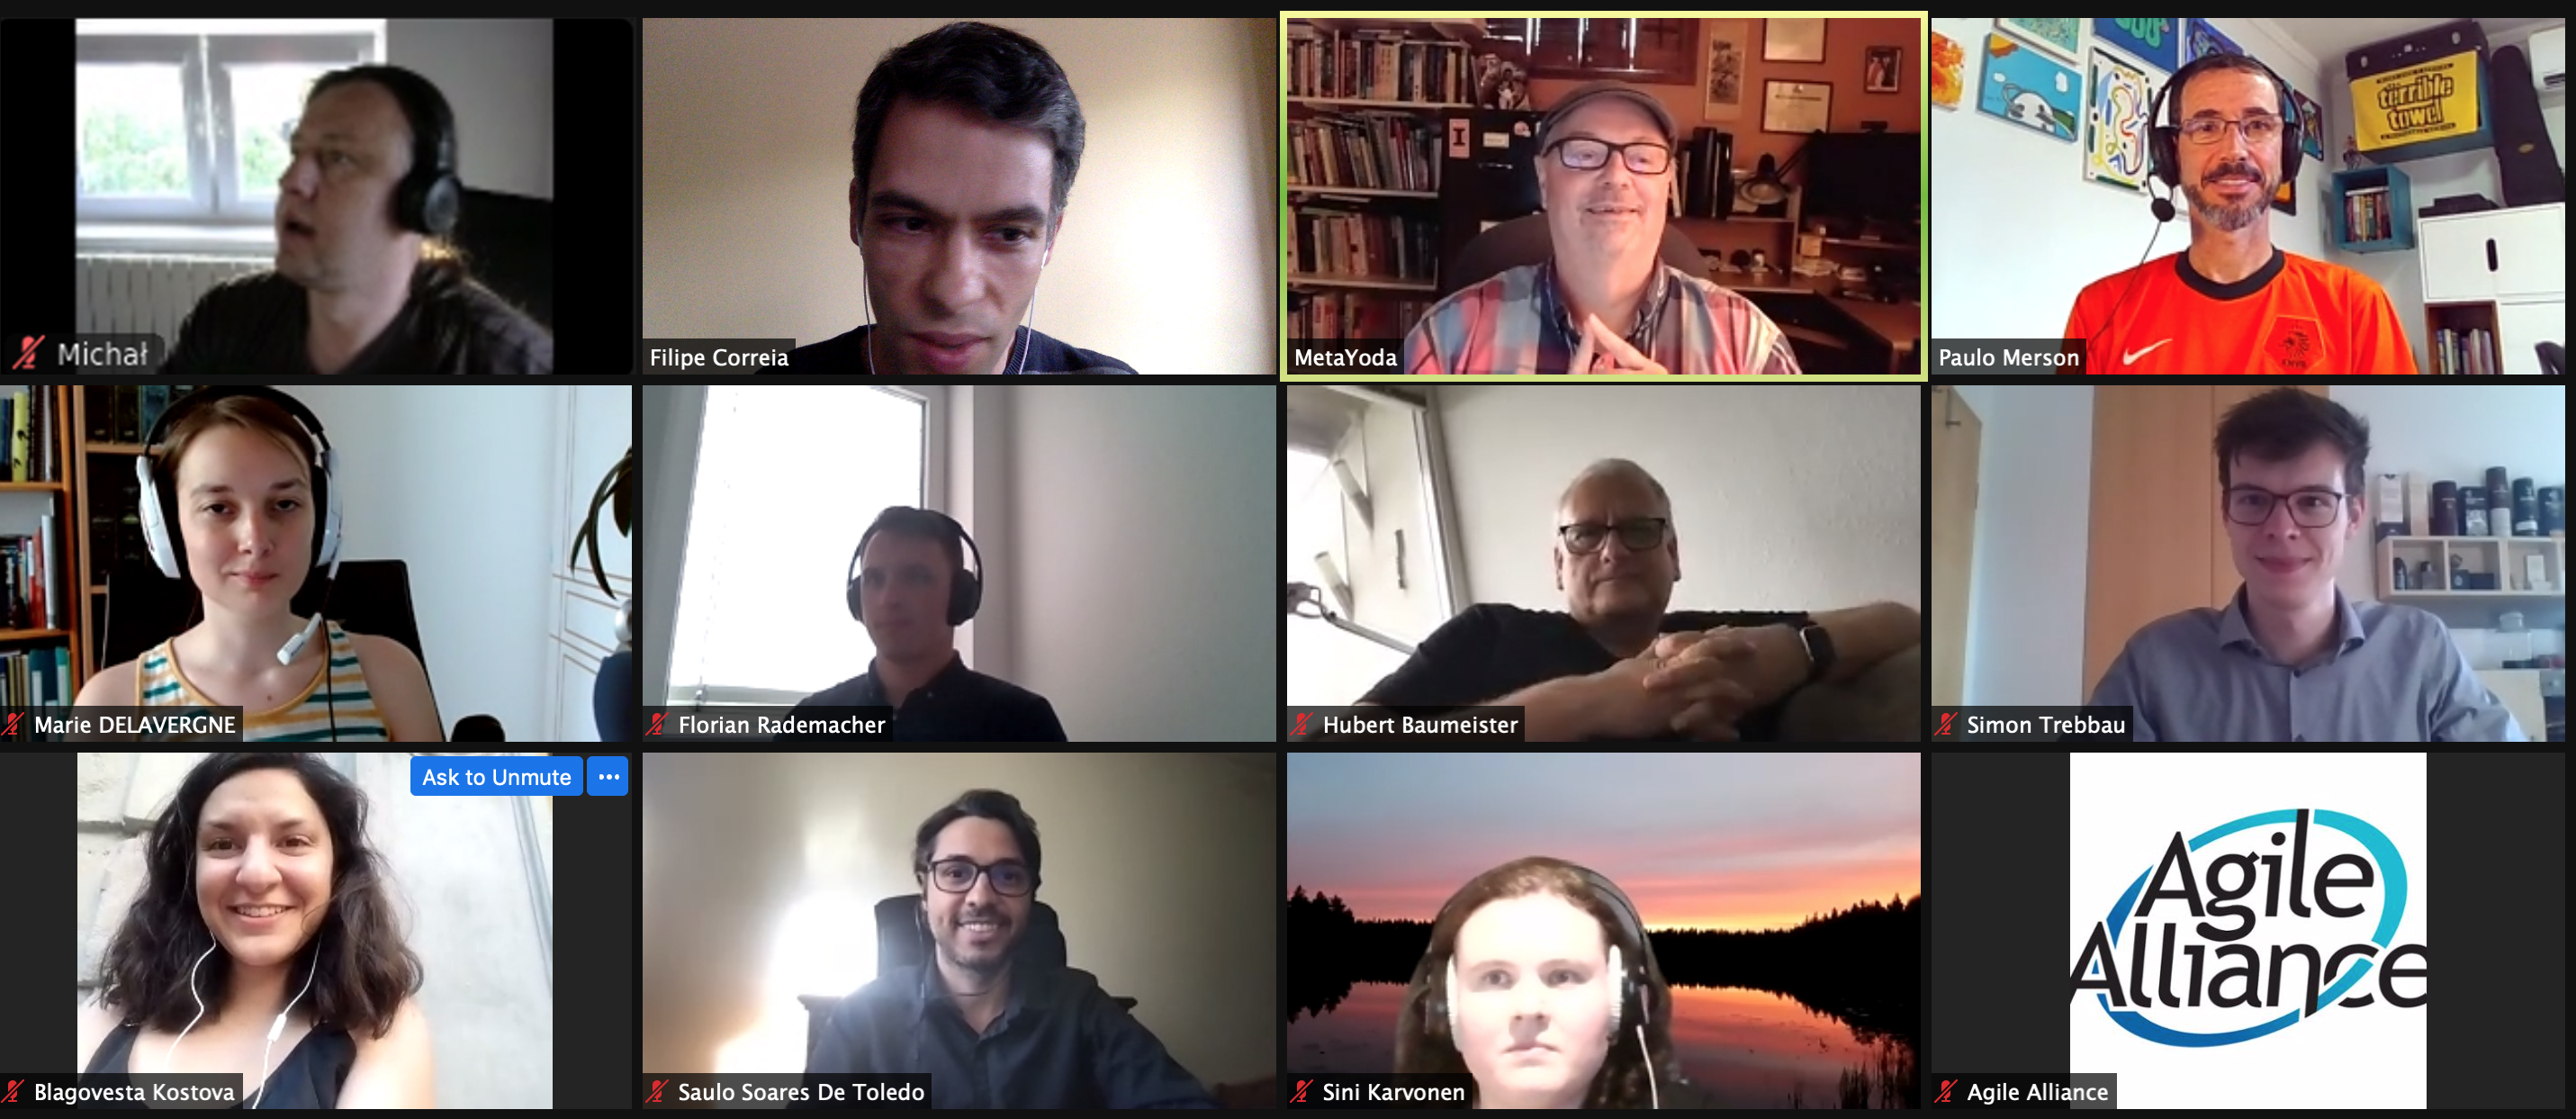 terrible
towel
I
Michał
Filipe Correia
MetaYoda
Paulo Merson
Marie DELAVERGNE
Florian Rademacher
Hubert Baumeister
Simon Trebbau
Ask to Unmute
Agile
Alliance
Blagovesta Kostova
Saulo Soares De Toledo
Sini Karvonen
Agile Alliance